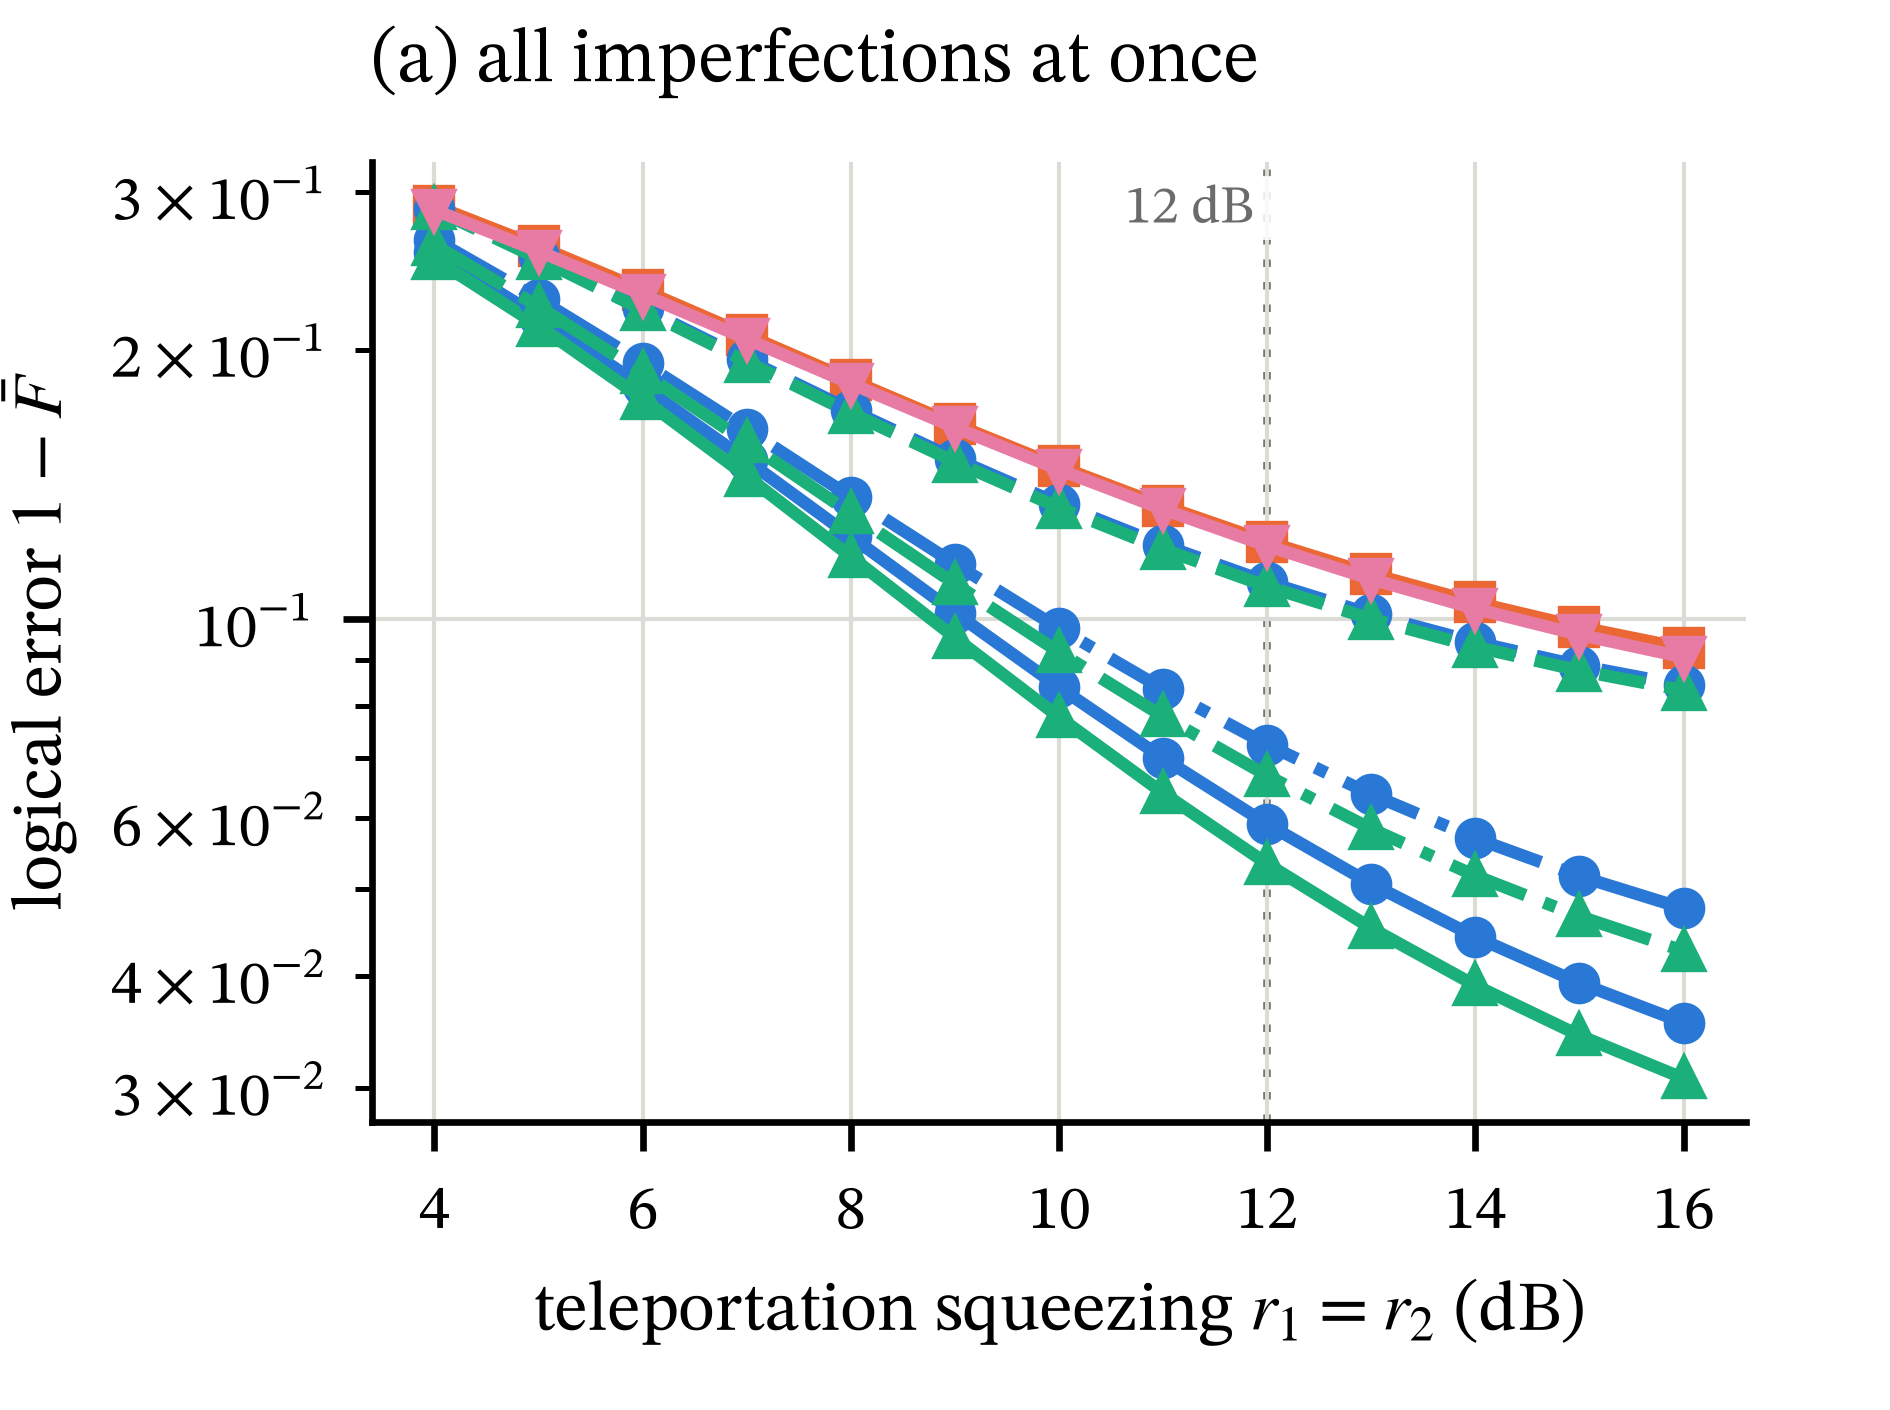 (a) all imperfections at once
3 × 10⁻¹
2 × 10⁻¹
10⁻¹
6 × 10⁻²
4 × 10⁻²
3 × 10⁻²
logical error 1 − F̄
12 dB
4 6 8 10 12 14 16
teleportation squeezing r₁ = r₂ (dB)